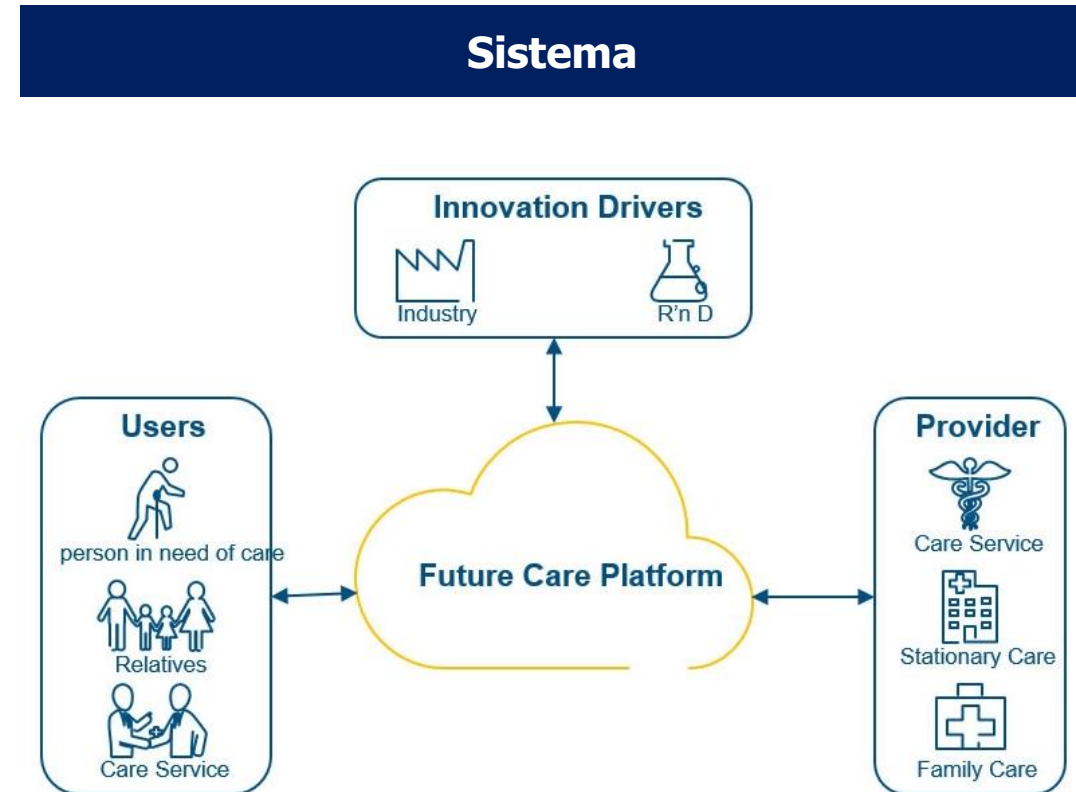 Sistema
Innovation Drivers
Industry
R'n D
Users
person in need of care
Relatives
Care Service
Future Care Platform
Provider
Care Service
Stationary Care
Family Care